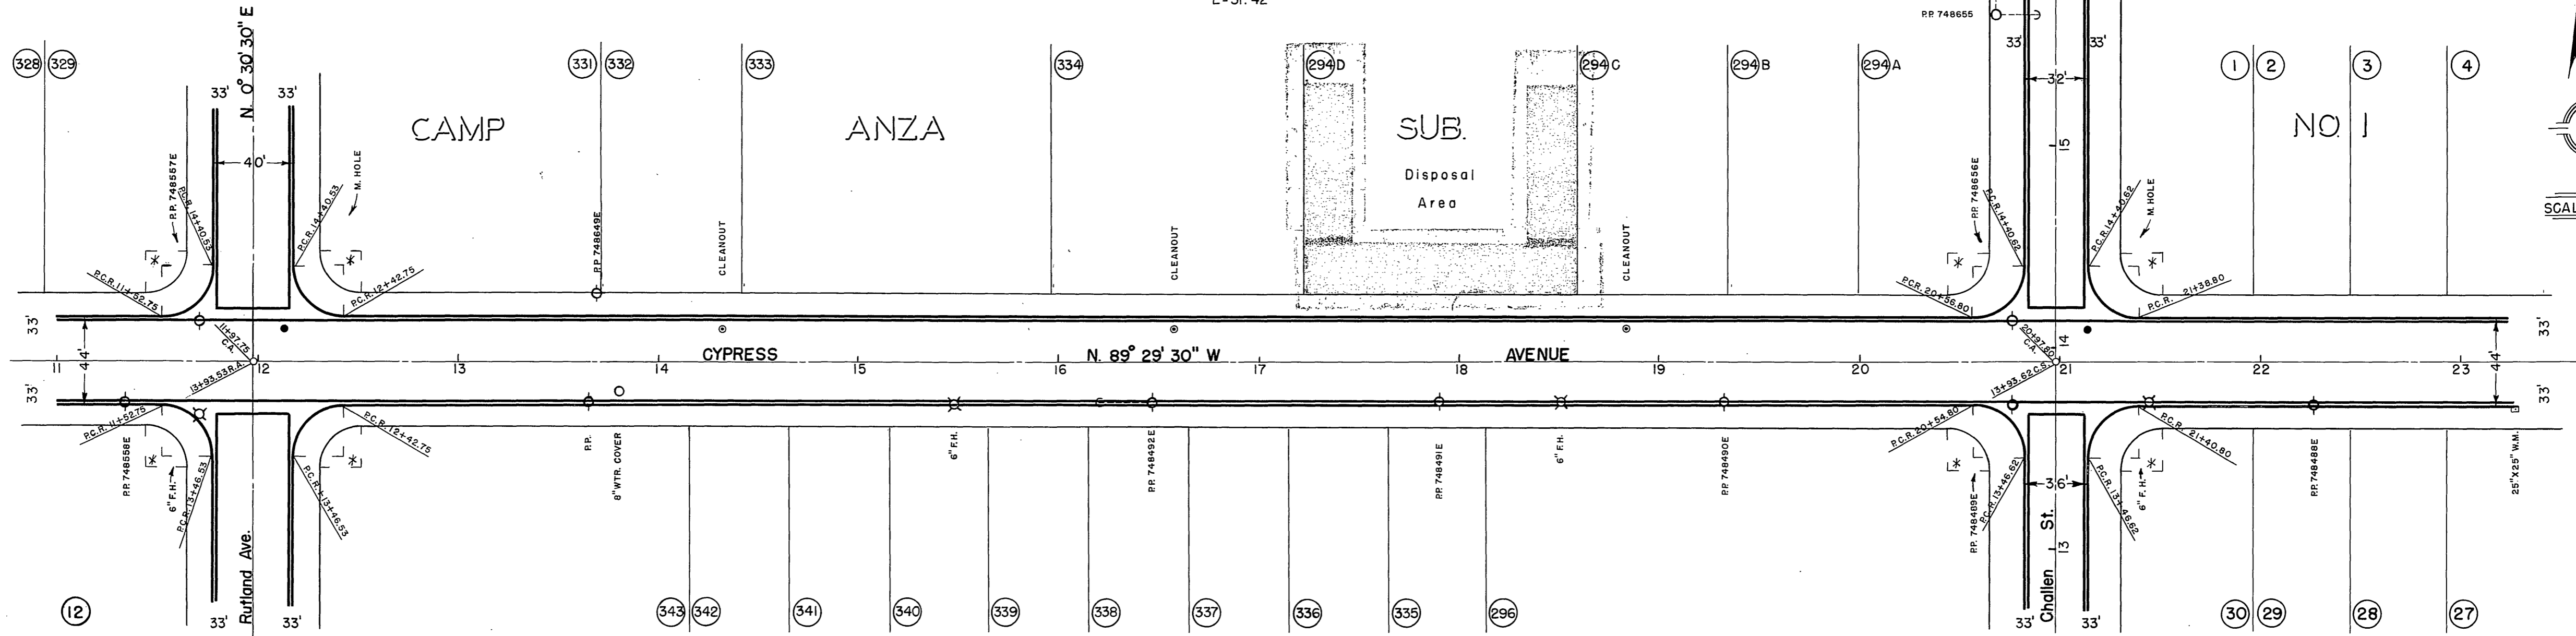 L=51.42
P.P. 748655
328 329
N. 0° 30' 30" E
331 332
333
334
294 D
294 C
294 B
294 A
1 2
3
4
33' 33'
33' 33'
40'
32'
CAMP ANZA SUB. NO. 1
Disposal
Area
P.P. 748557E
P.C.R. 14+40.53
P.C.R. 14+40.53
M. HOLE
P.P. 748649E
CLEANOUT
CLEANOUT
CLEANOUT
P.P. 748656E
P.C.R. 14+40.62
15
P.C.R. 14+40.62
M. HOLE
SCAL
P.C.R. 11+52.75
P.C.R. 12+42.75
P.C.R. 20+56.80
P.C.R. 21+38.80
33'
44'
11+97.75
C.A.
13+93.53 R.A.
CYPRESS N. 89° 29' 30" W AVENUE
20+97.80
C.A.
13+93.62 C.S.
14
33'
44'
11 12 13 14 15 16 17 18 19 20 21 22 23
33'
33'
P.C.R. 11+52.75
P.C.R. 12+42.75
P.C.R. 20+54.80
P.C.R. 21+40.80
P.P. 748558E
6" F.H.
P.C.R. 13+46.53
P.C.R. 13+46.53
P.P.
8" WTR. COVER
6" F.H.
P.P. 748492E
P.P. 748491E
6" F.H.
P.P. 748490E
P.P. 748489E
P.C.R. 13+46.62
36'
P.C.R. 13+46.62
6" F.H.
P.P. 748488E
25" X 25" W.M.
Rutland Ave.
Challen St.
13
12
33' 33'
343 342
341
340
339
338
337
336
335
296
33' 33'
30 29
28
27